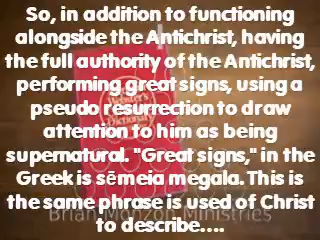 So, in addition to functioning
alongside the Antichrist, having
the full authority of the Antichrist,
performing great signs, using a
pseudo resurrection to draw
attention to him as being
supernatural. "Great signs," in the
Greek is sēmeia megala. This is
the same phrase is used of Christ
to describe....
Webster's
Dictionary
Brian Monzon Ministries